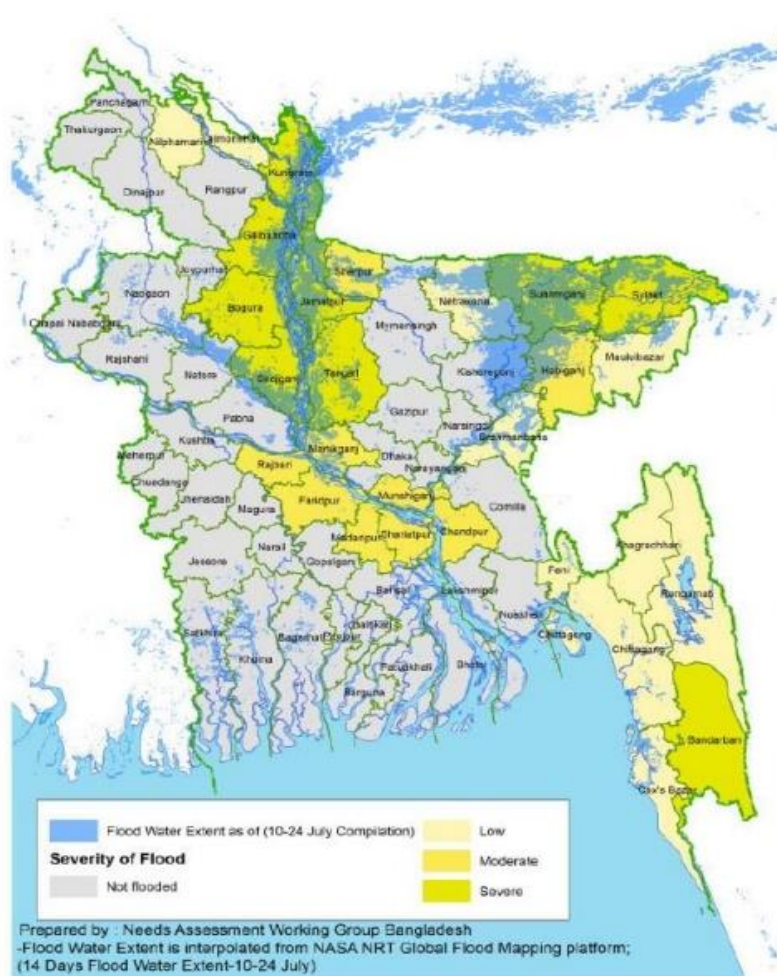 Panchagarh
Thakurgaon
Nilphamari
Lalmonirhat
Kurigram
Dinajpur
Rangpur
Gaibandha
Joypurhat
Sherpur
Naogaon
Bogura
Jamalpur
Netrakona
Sunamganj
Sylhet
Chapai Nababganj
Mymensingh
Rajshahi
Natore
Sirajganj
Tangail
Kishoreganj
Habiganj
Maulvibazar
Pabna
Gazipur
Narsingdi
Kushtia
Manikganj
Dhaka
Brahmanbaria
Meherpur
Rajbari
Narayanganj
Chuadanga
Faridpur
Munshiganj
Comilla
Jhenaidah
Magura
Madaripur
Shariatpur
Chandpur
Khagrachhari
Narail
Gopalganj
Jessore
Feni
Rangamati
Barisal
Lakshmipur
Noakhali
Satkhira
Khulna
Bagerhat
Jhalokati
Pirojpur
Chittagong
Patuakhali
Bhola
Chittagong
Barguna
Bandarban
Cox's Bazar
Flood Water Extent as of (10-24 July Compilation)
Low
Severity of Flood
Moderate
Not flooded
Severe
Prepared by : Needs Assessment Working Group Bangladesh
-Flood Water Extent is interpolated from NASA NRT Global Flood Mapping platform;
(14 Days Flood Water Extent-10-24 July)